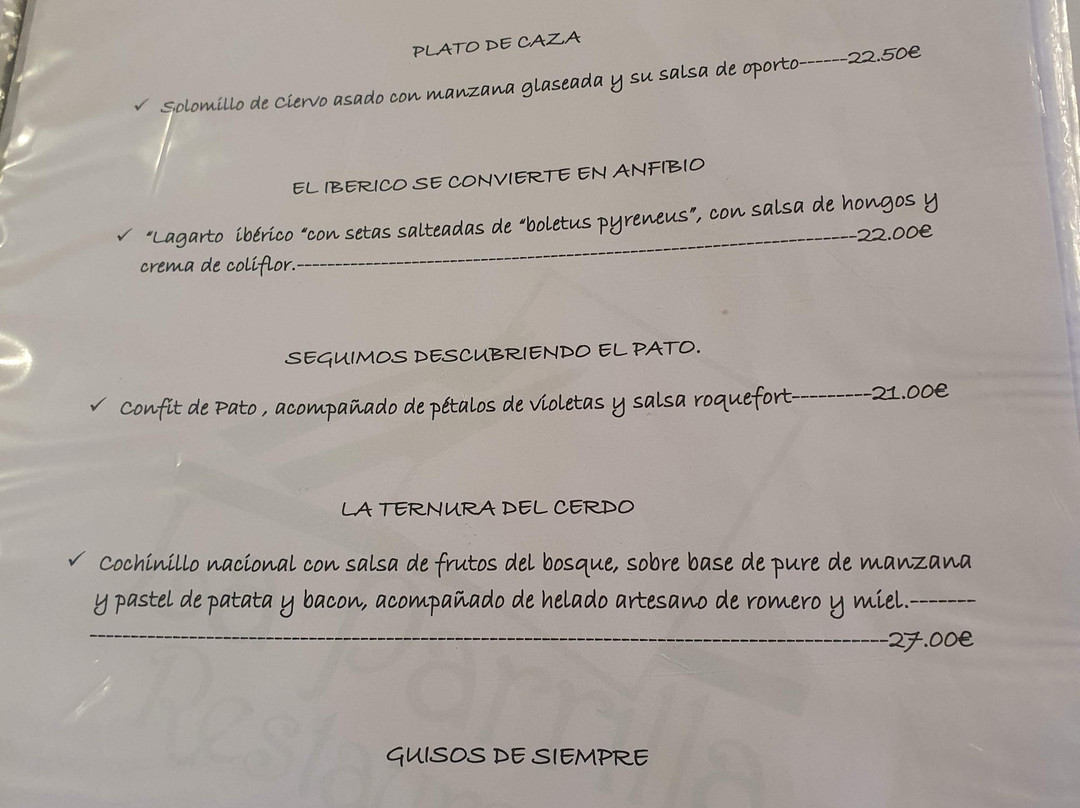 PLATO DE CAZA
✓ Solomillo de Ciervo asado con manzana glaseada y su salsa de oporto------22.50€
EL IBERICO SE CONVIERTE EN ANFIBIO
✓ "Lagarto ibérico "con setas salteadas de "boletus pyreneus", con salsa de hongos y
crema de coliflor.----------------------------------------------------------------------22.00€
SEGUIMOS DESCUBRIENDO EL PATO.
✓ Confit de Pato , acompañado de pétalos de violetas y salsa roquefort---------21.00€
LA TERNURA DEL CERDO
✓ Cochinillo nacional con salsa de frutos del bosque, sobre base de pure de manzana
y pastel de patata y bacon, acompañado de helado artesano de romero y miel.-------
----------------------------------------------------------------------------------------------------27.00€
La Parrilla
Resta
GUISOS DE SIEMPRE